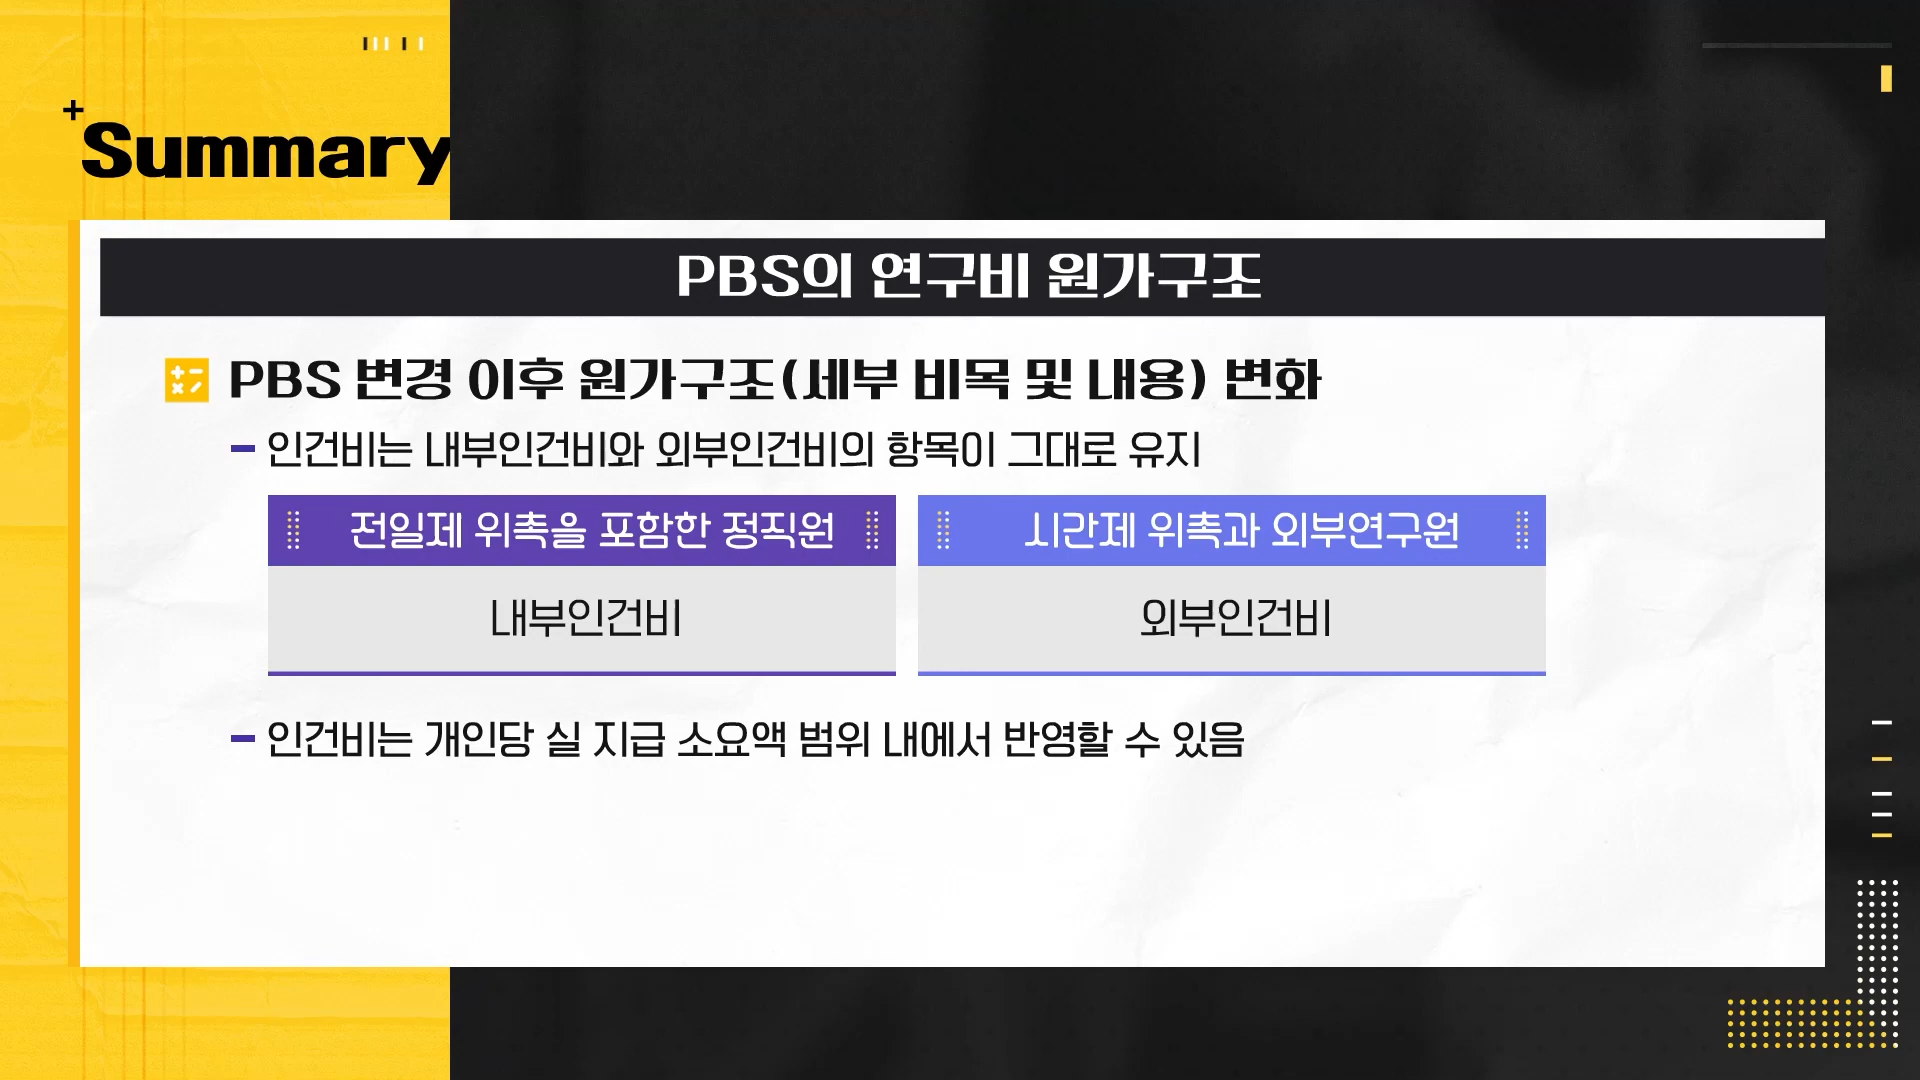 Summary
PBS의 연구비 원가구조
PBS 변경 이후 원가구조(세부 비목 및 내용) 변화
- 인건비는 내부인건비와 외부인건비의 항목이 그대로 유지
전일제 위촉을 포함한 정직원
시간제 위촉과 외부연구원
내부인건비
외부인건비
- 인건비는 개인당 실 지급 소요액 범위 내에서 반영할 수 있음